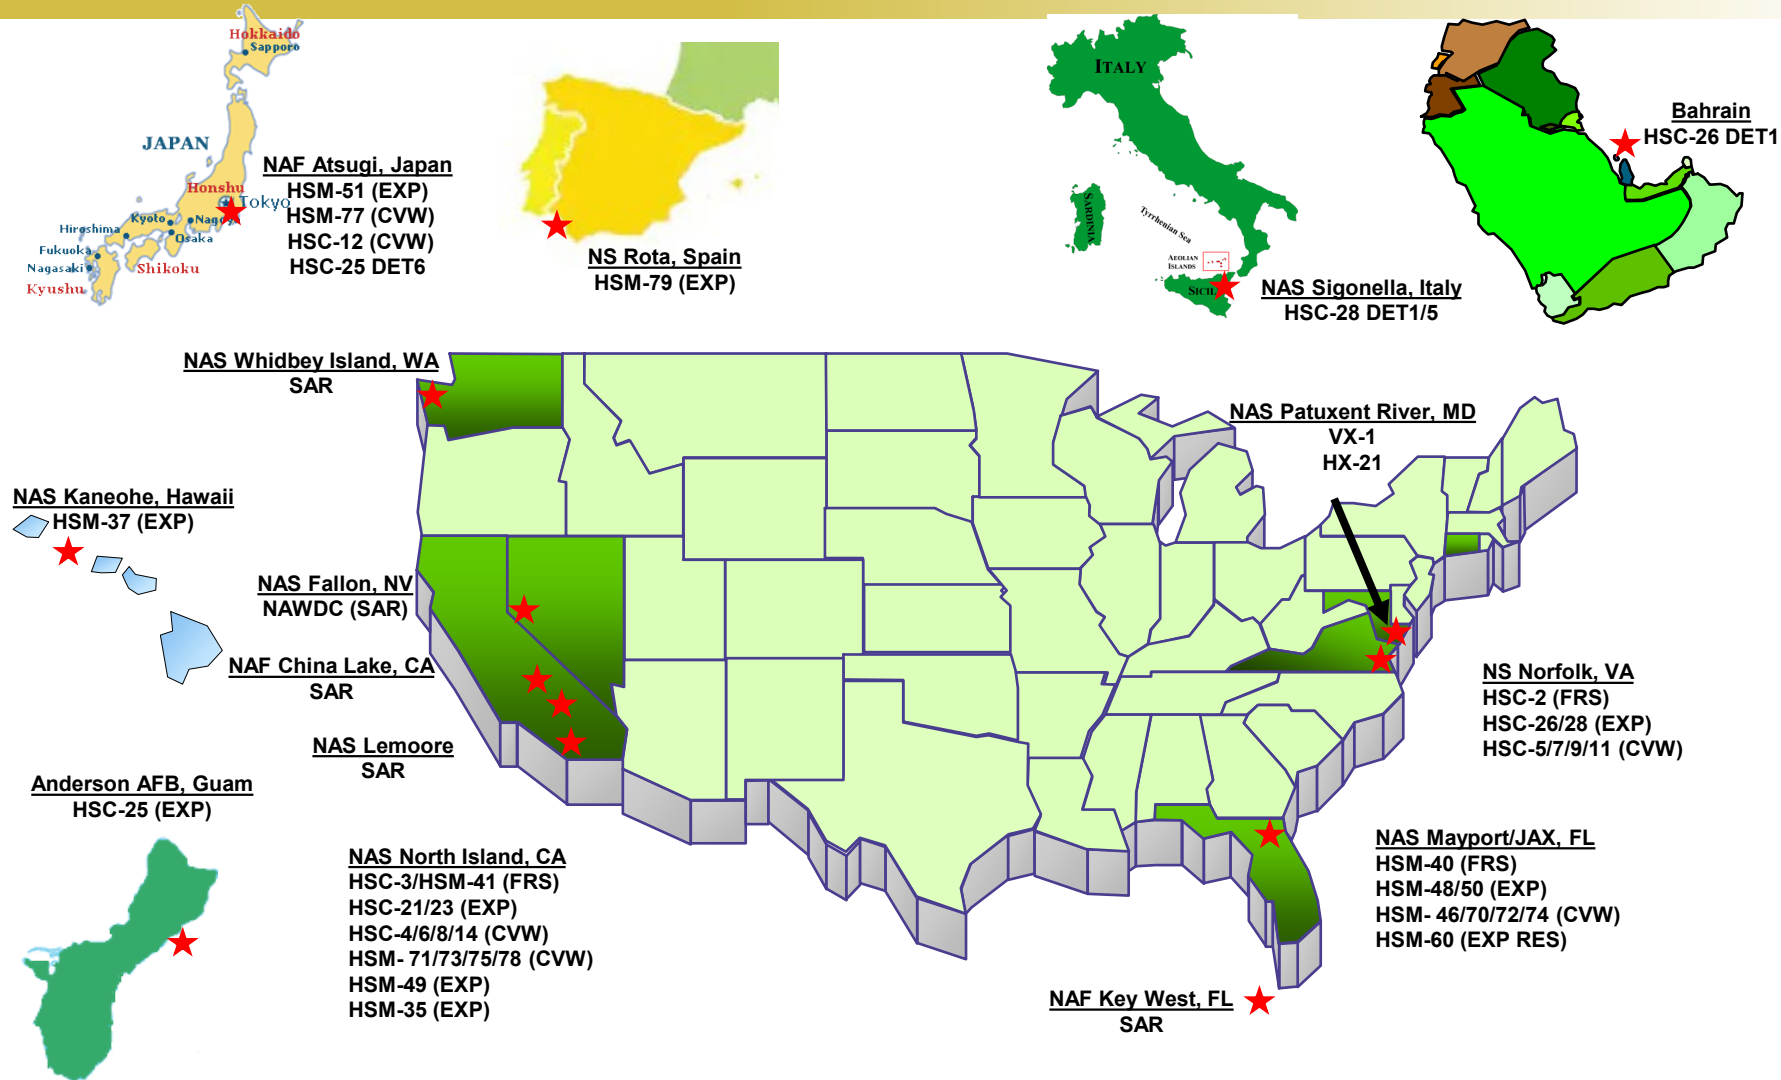 Hokkaido
Sapporo
JAPAN
Honshu
Tokyo
Kyoto
Nagoya
Hiroshima
Osaka
Fukuoka
Nagasaki
Shikoku
Kyushu
NAF Atsugi, Japan
HSM-51 (EXP)
HSM-77 (CVW)
HSC-12 (CVW)
HSC-25 DET6
NS Rota, Spain
HSM-79 (EXP)
ITALY
SARDINIA
Tyrrhenian Sea
AEOLIAN
ISLANDS
SICIL
NAS Sigonella, Italy
HSC-28 DET1/5
Bahrain
HSC-26 DET1
NAS Whidbey Island, WA
SAR
NAS Patuxent River, MD
VX-1
HX-21
NAS Kaneohe, Hawaii
HSM-37 (EXP)
NAS Fallon, NV
NAWDC (SAR)
NAF China Lake, CA
SAR
NAS Lemoore
SAR
NS Norfolk, VA
HSC-2 (FRS)
HSC-26/28 (EXP)
HSC-5/7/9/11 (CVW)
Anderson AFB, Guam
HSC-25 (EXP)
NAS North Island, CA
HSC-3/HSM-41 (FRS)
HSC-21/23 (EXP)
HSC-4/6/8/14 (CVW)
HSM- 71/73/75/78 (CVW)
HSM-49 (EXP)
HSM-35 (EXP)
NAS Mayport/JAX, FL
HSM-40 (FRS)
HSM-48/50 (EXP)
HSM- 46/70/72/74 (CVW)
HSM-60 (EXP RES)
NAF Key West, FL
SAR